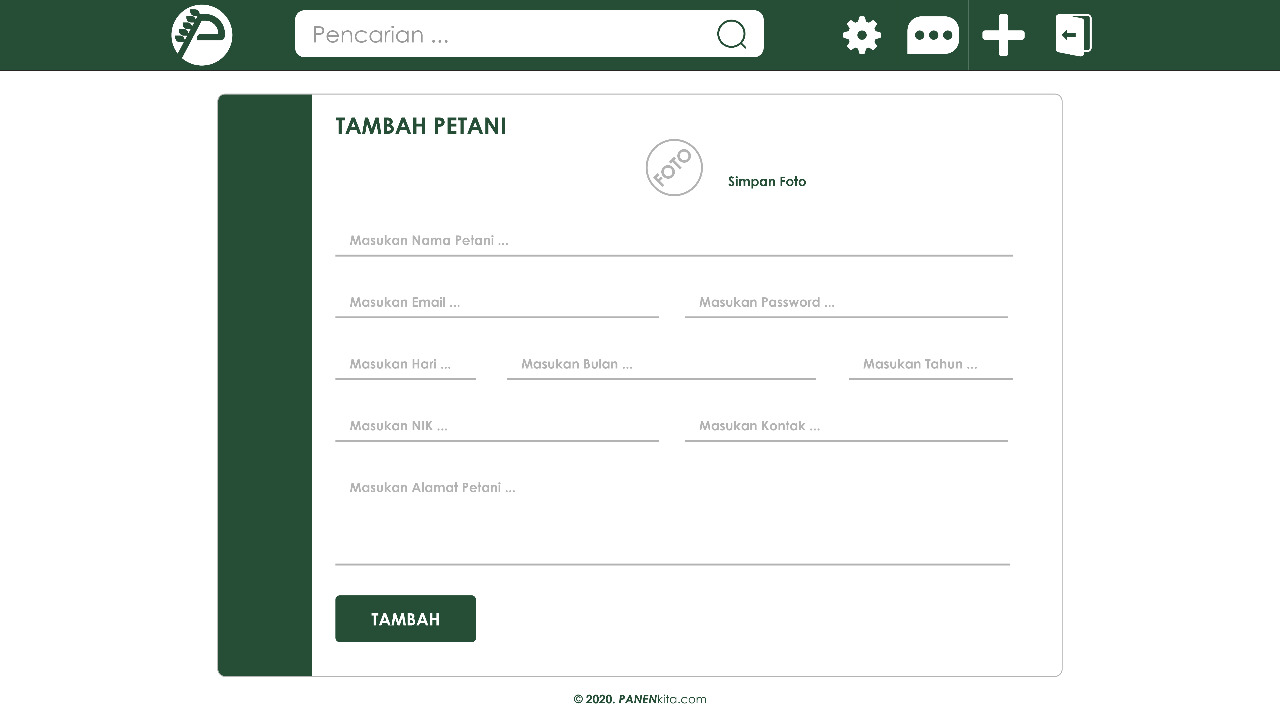 Pencarian ...
TAMBAH PETANI
FOTO
Simpan Foto
Masukan Nama Petani ...
Masukan Email ...
Masukan Password ...
Masukan Hari ...
Masukan Bulan ...
Masukan Tahun ...
Masukan NIK ...
Masukan Kontak ...
Masukan Alamat Petani ...
TAMBAH
© 2020. PANENkita.com